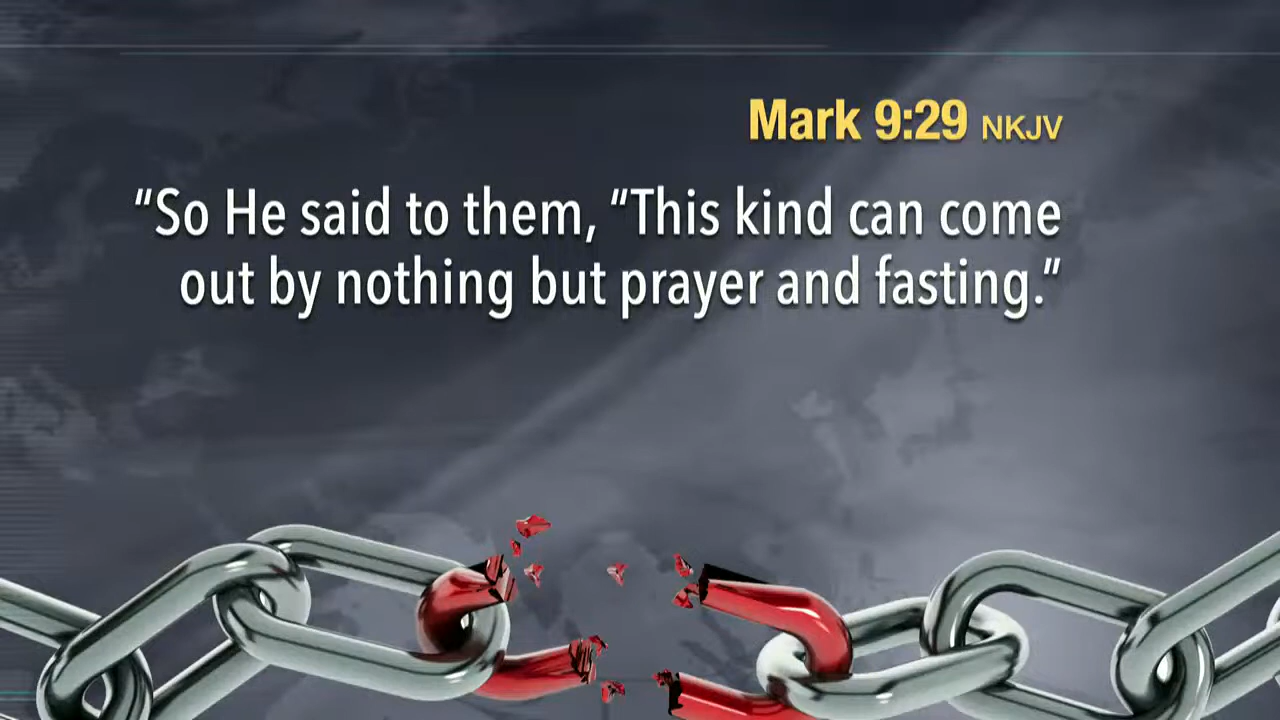 Mark 9:29 NKJV
“So He said to them, “This kind can come
out by nothing but prayer and fasting.”